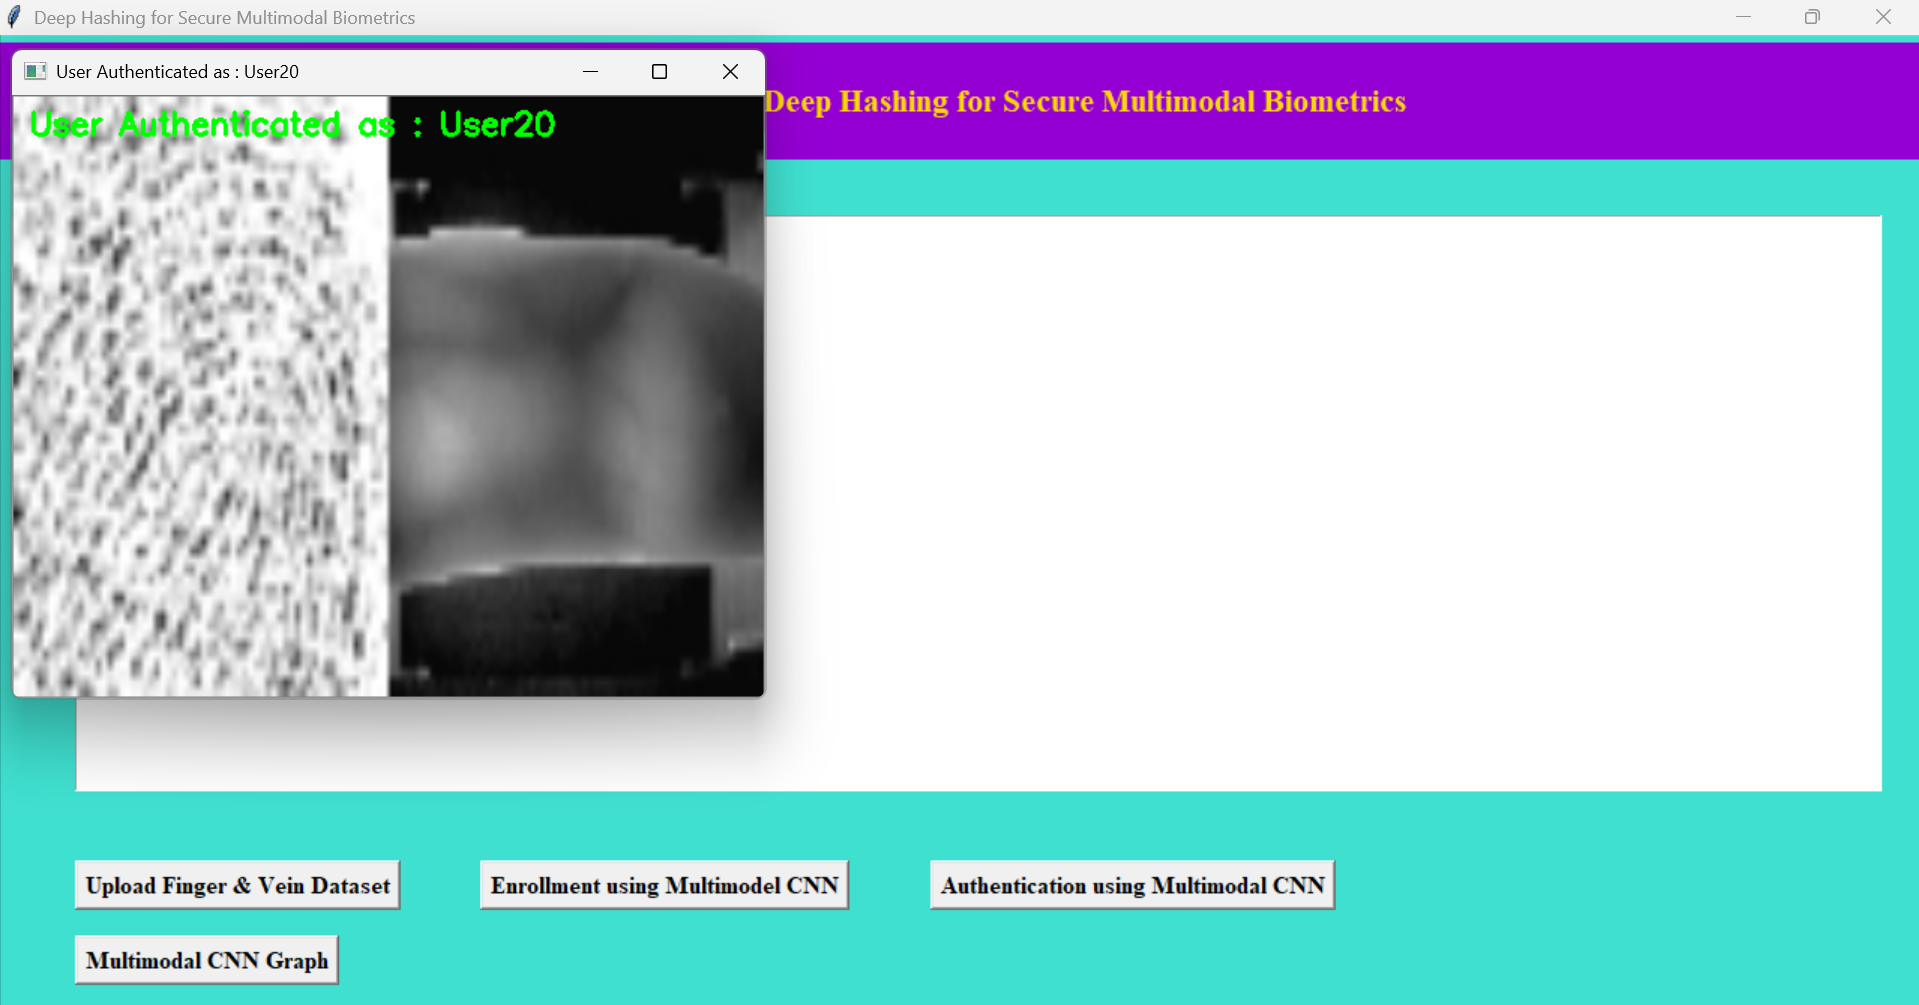 Deep Hashing for Secure Multimodal Biometrics
User Authenticated as : User20
Deep Hashing for Secure Multimodal Biometrics
User Authenticated as : User20
Upload Finger & Vein Dataset
Enrollment using Multimodel CNN
Authentication using Multimodal CNN
Multimodal CNN Graph